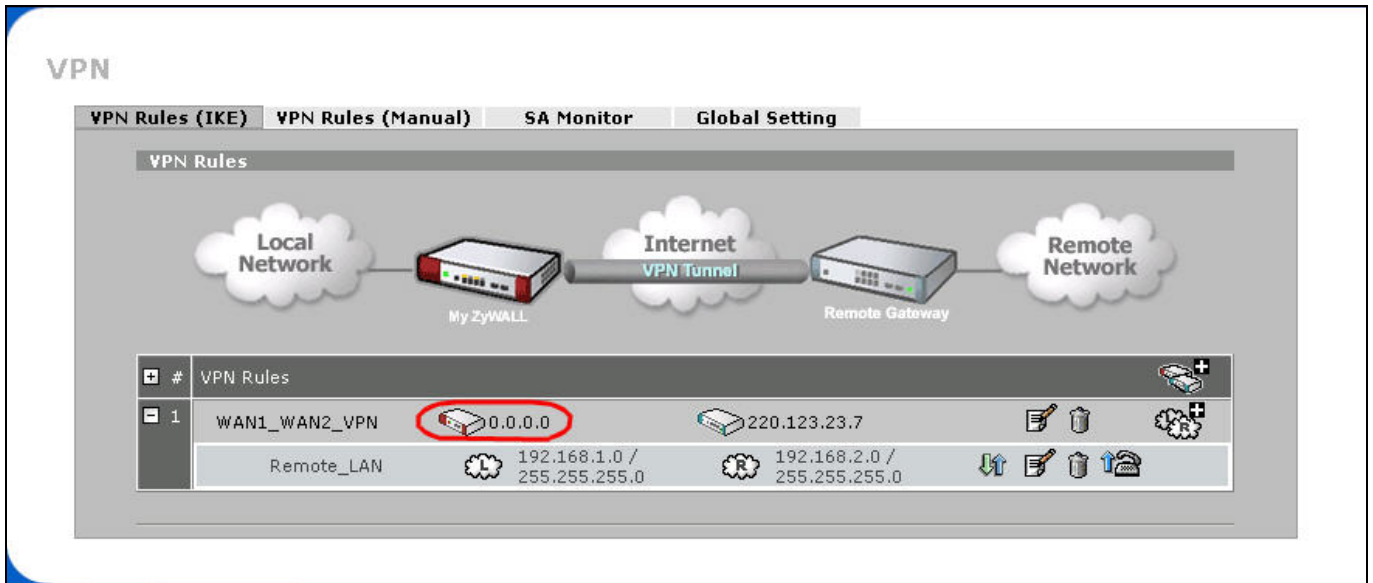 VPN
VPN Rules (IKE) VPN Rules (Manual) SA Monitor Global Setting
VPN Rules
Local
Network
Internet
VPN Tunnel
Remote
Network
My ZyWALL
Remote Gateway
# VPN Rules
1 WAN1_WAN2_VPN 0.0.0.0 220.123.23.7
L R
Remote_LAN L 192.168.1.0 /
255.255.255.0 R 192.168.2.0 /
255.255.255.0